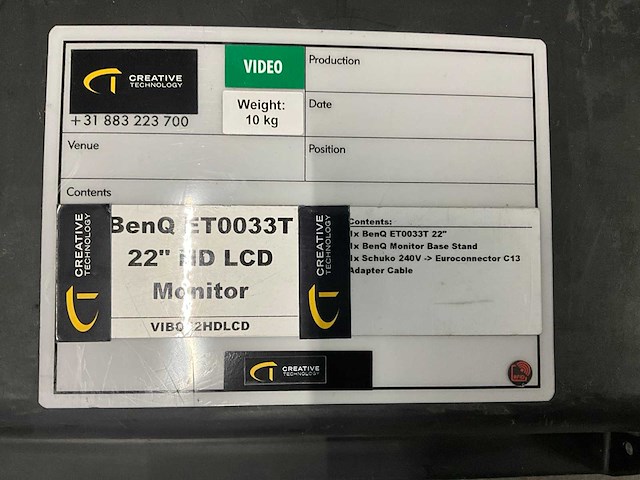 CREATIVE
TECHNOLOGY
+31 883 223 700
VIDEO
Weight:
10 kg
Production
Date
Venue
Position
Contents
CREATIVE
TECHNOLOGY
BenQ ET0033T
22" HD LCD
Monitor
CREATIVE
TECHNOLOGY
Contents:
1x BenQ ET0033T 22"
1x BenQ Monitor Base Stand
1x Schuko 240V -> Euroconnector C13
Adapter Cable
CREATIVE
TECHNOLOGY